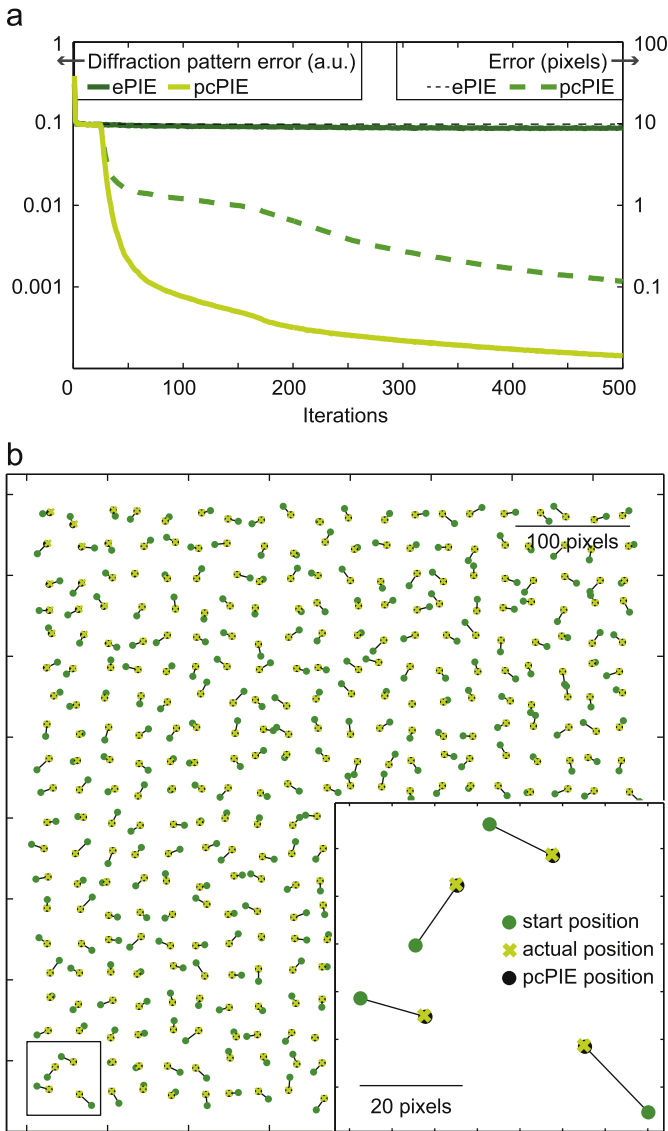 a
1 100
Diffraction pattern error (a.u.) Error (pixels)
ePIE pcPIE ePIE pcPIE
0.1 10
0.01 1
0.001 0.1
0 100 200 300 400 500
Iterations
b
100 pixels
start position
actual position
pcPIE position
20 pixels